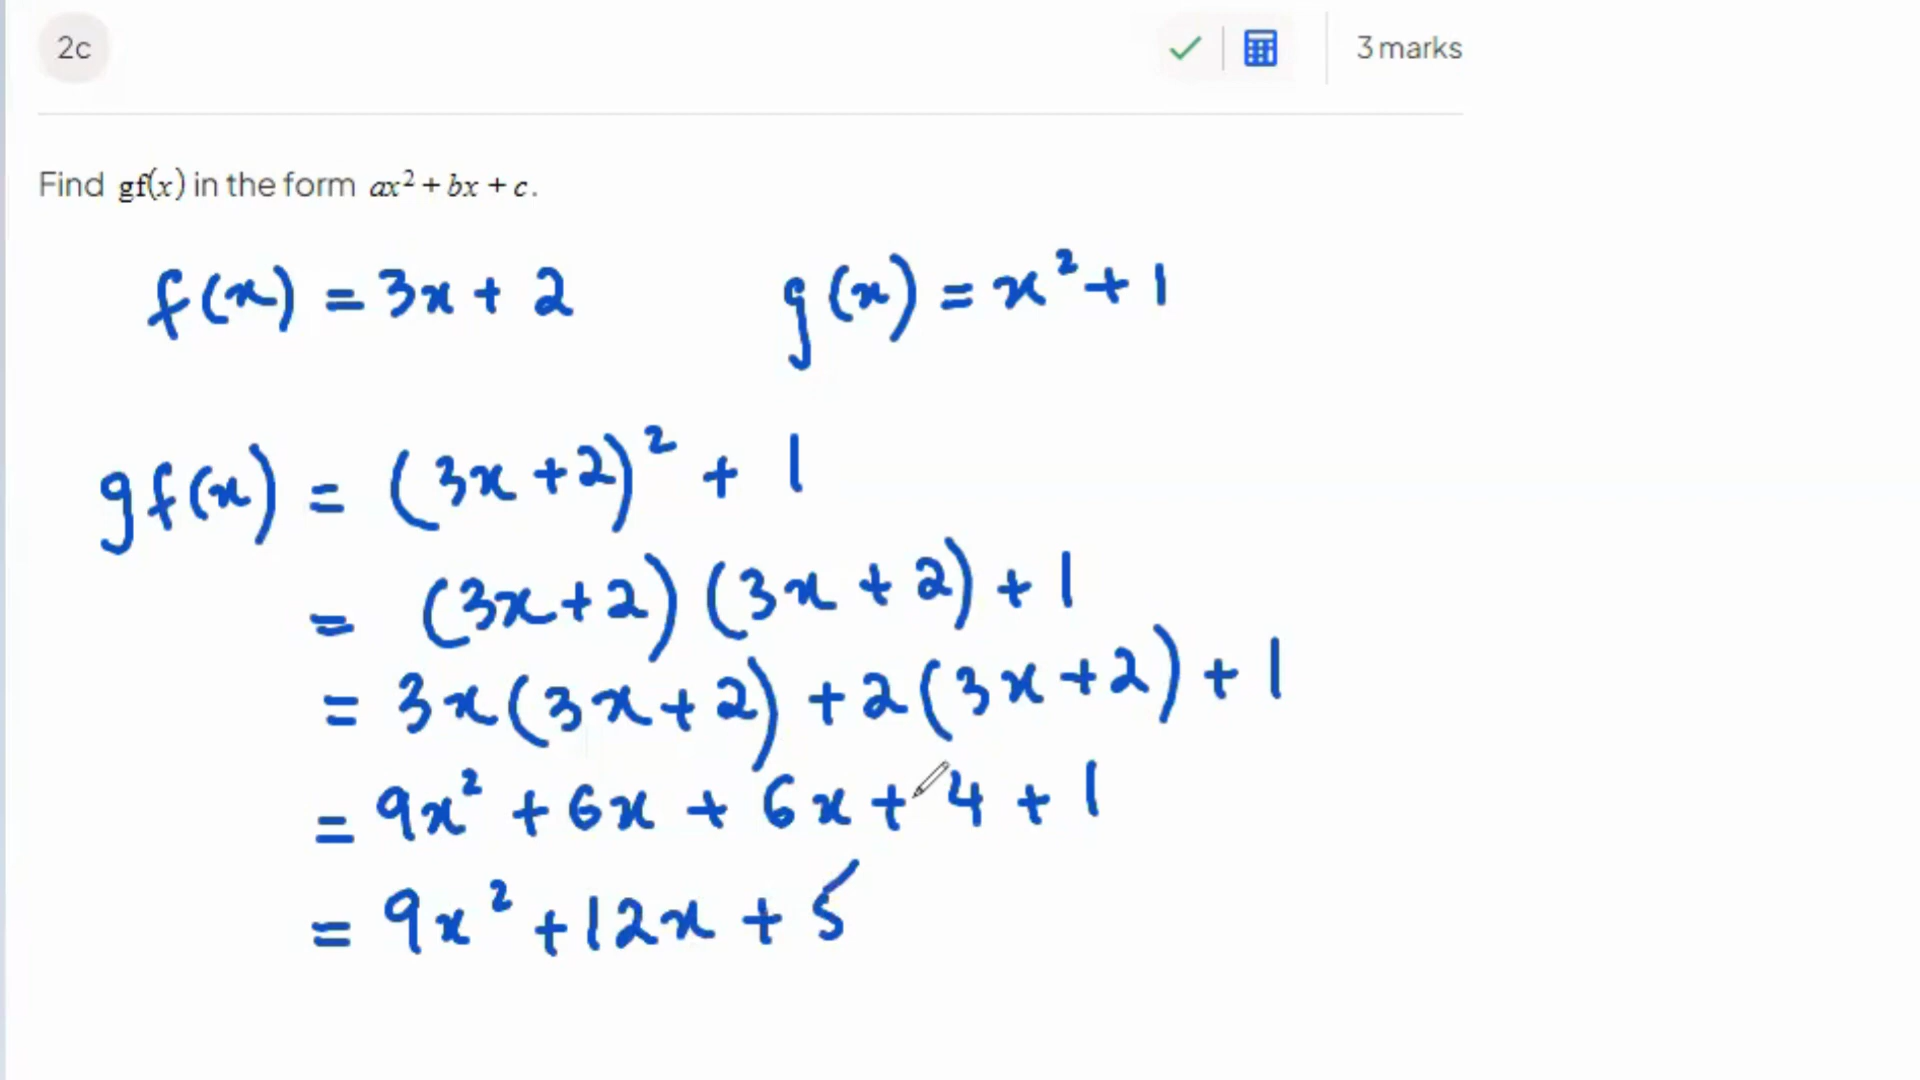 2c
3 marks
Find gf(x) in the form ax² + bx + c.
f(x) = 3x + 2
g(x) = x² + 1
gf(x) = (3x + 2)² + 1
= (3x + 2) (3x + 2) + 1
= 3x(3x + 2) + 2(3x + 2) + 1
= 9x² + 6x + 6x + 4 + 1
= 9x² + 12x + 5